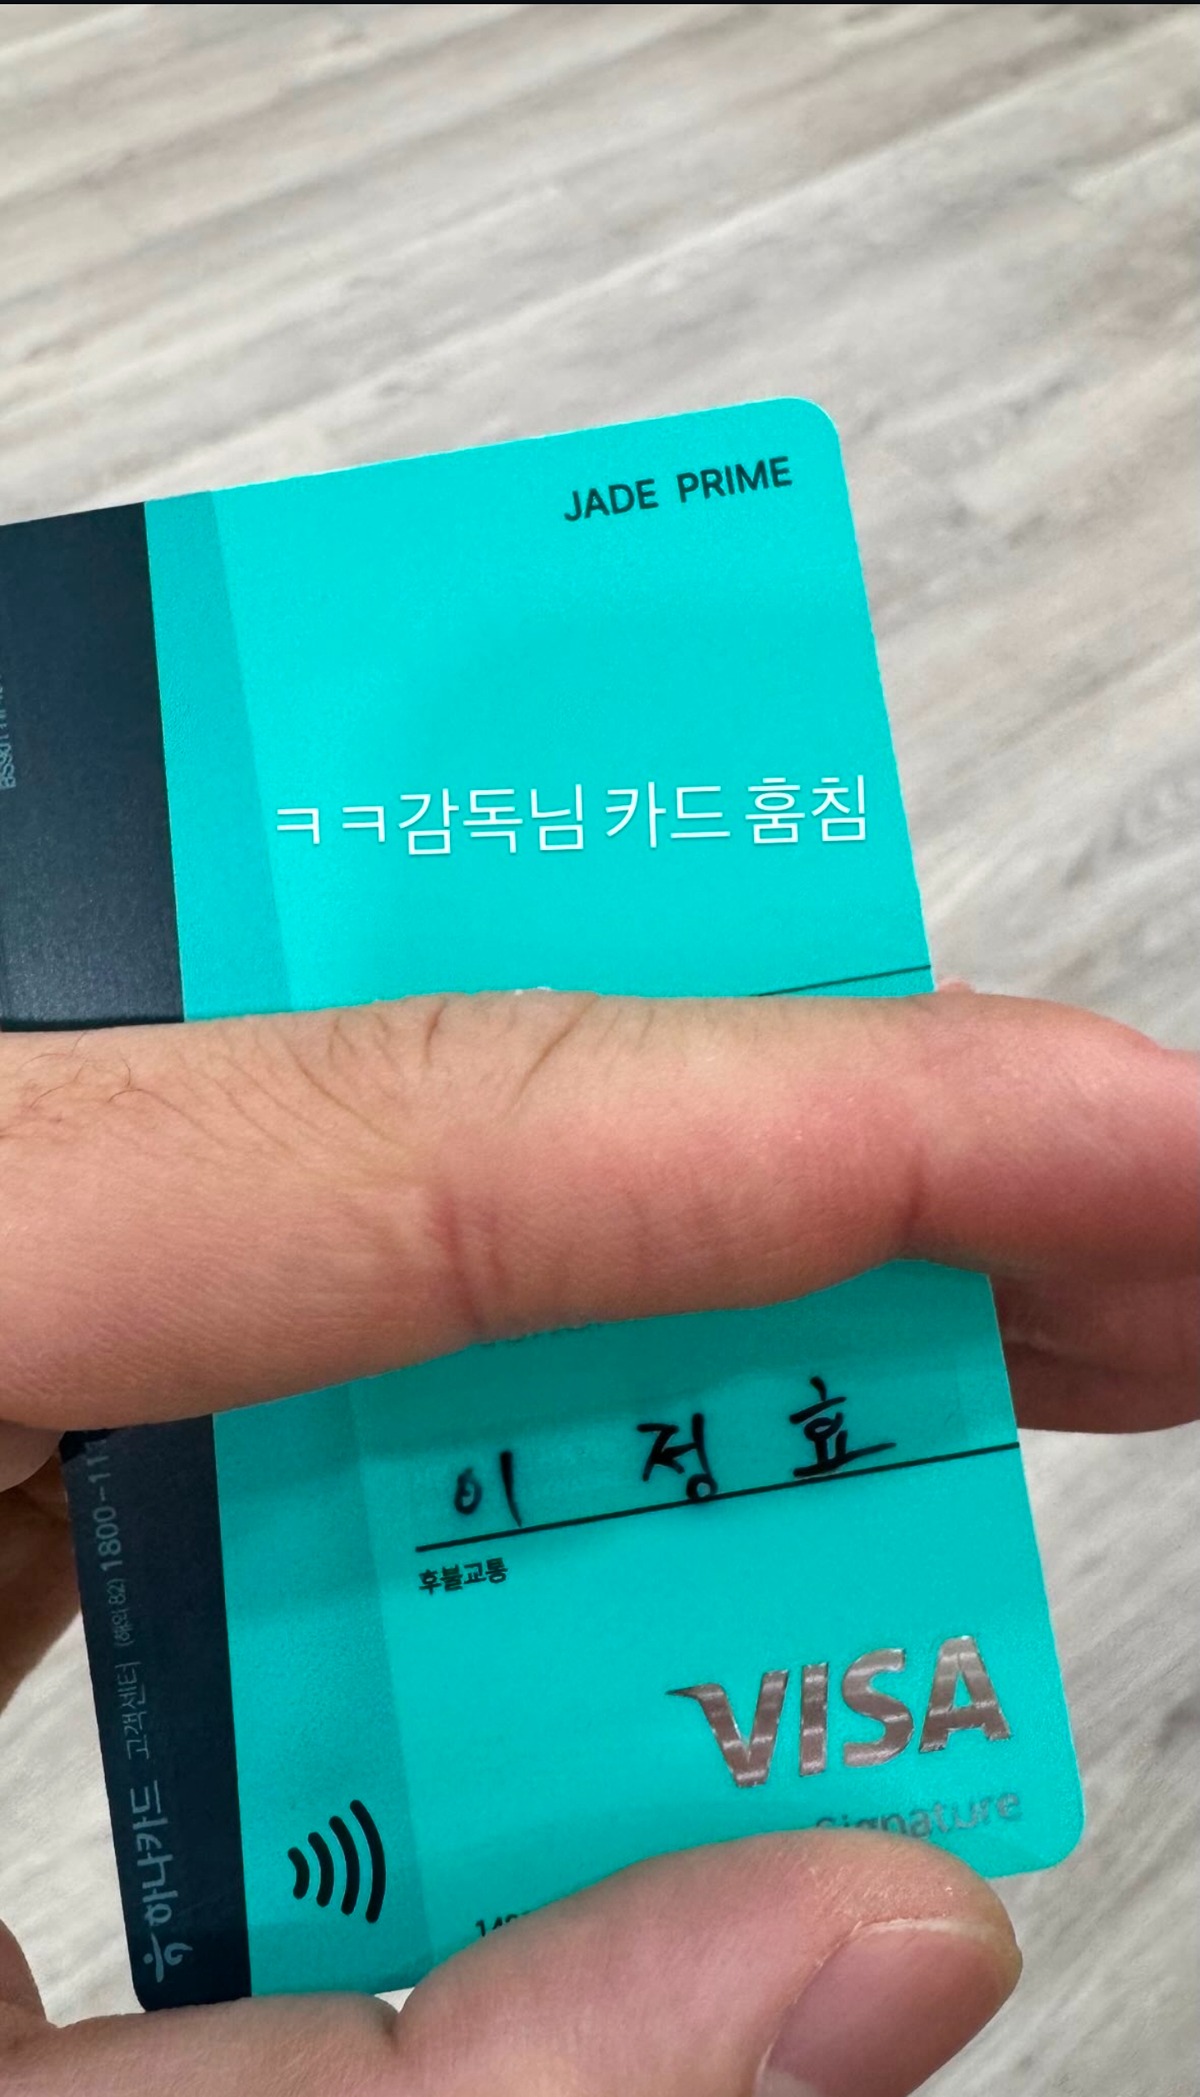 JADE PRIME
ㅋㅋ감독님 카드 훔침
이 정 효
후불교통
VISA
Signature
하나카드 고객센터 (해외 82) 1800-111